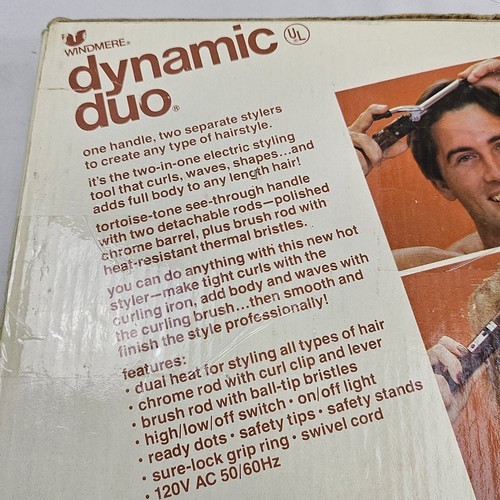 WINDMERE®
dynamic
duo®
UL
one handle, two separate stylers
to create any type of hairstyle.
it's the two-in-one electric styling
tool that curls, waves, shapes...and
adds full body to any length hair!
tortoise-tone see-through handle
with two detachable rods—polished
chrome barrel, plus brush rod with
heat-resistant thermal bristles.
you can do anything with this new hot
styler—make tight curls with the
curling iron, add body and waves with
the curling brush...then smooth and
finish the style professionally!
features:
• dual heat for styling all types of hair
• chrome rod with curl clip and lever
• brush rod with ball-tip bristles
• high/low/off switch • on/off light
• ready dots • safety tips • safety stands
• sure-lock grip ring • swivel cord
• 120V AC 50/60Hz